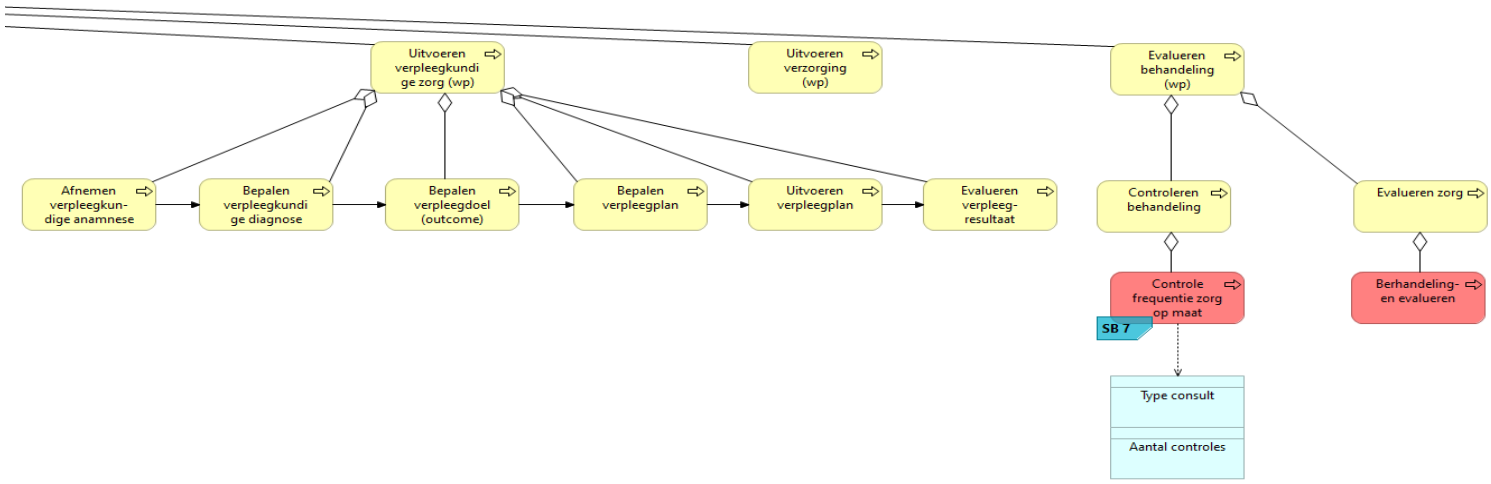 Uitvoeren
verpleegkundi
ge zorg (wp)
Uitvoeren
verzorging
(wp)
Evalueren
behandeling
(wp)
Afnemen
verpleegkun-
dige anamnese
Bepalen
verpleegkundi
ge diagnose
Bepalen
verpleegdoel
(outcome)
Bepalen
verpleegplan
Uitvoeren
verpleegplan
Evalueren
verpleeg-
resultaat
Controleren
behandeling
Evalueren zorg
Controle
frequentie zorg
op maat
SB 7
Berhandeling-
en evalueren
Type consult
Aantal controles